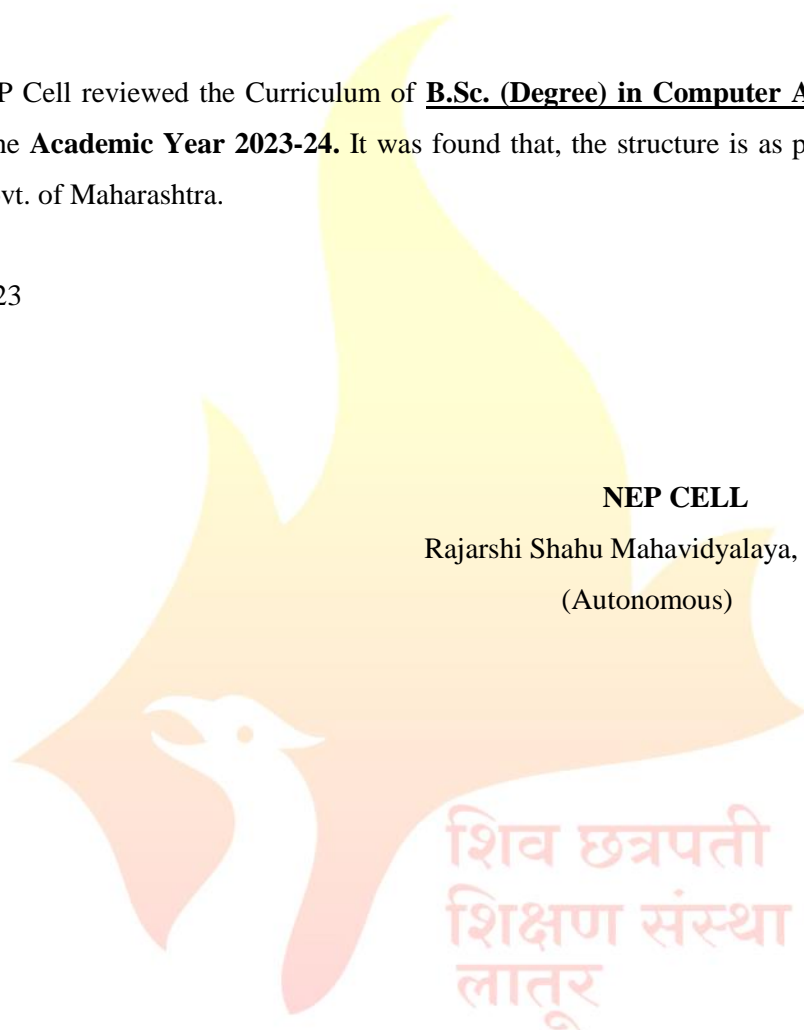 P Cell reviewed the Curriculum of B.Sc. (Degree) in Computer A
ne Academic Year 2023-24. It was found that, the structure is as p
vt. of Maharashtra.
23
NEP CELL
Rajarshi Shahu Mahavidyalaya,
(Autonomous)
शिव छत्रपती
शिक्षण संस्था
लातूर